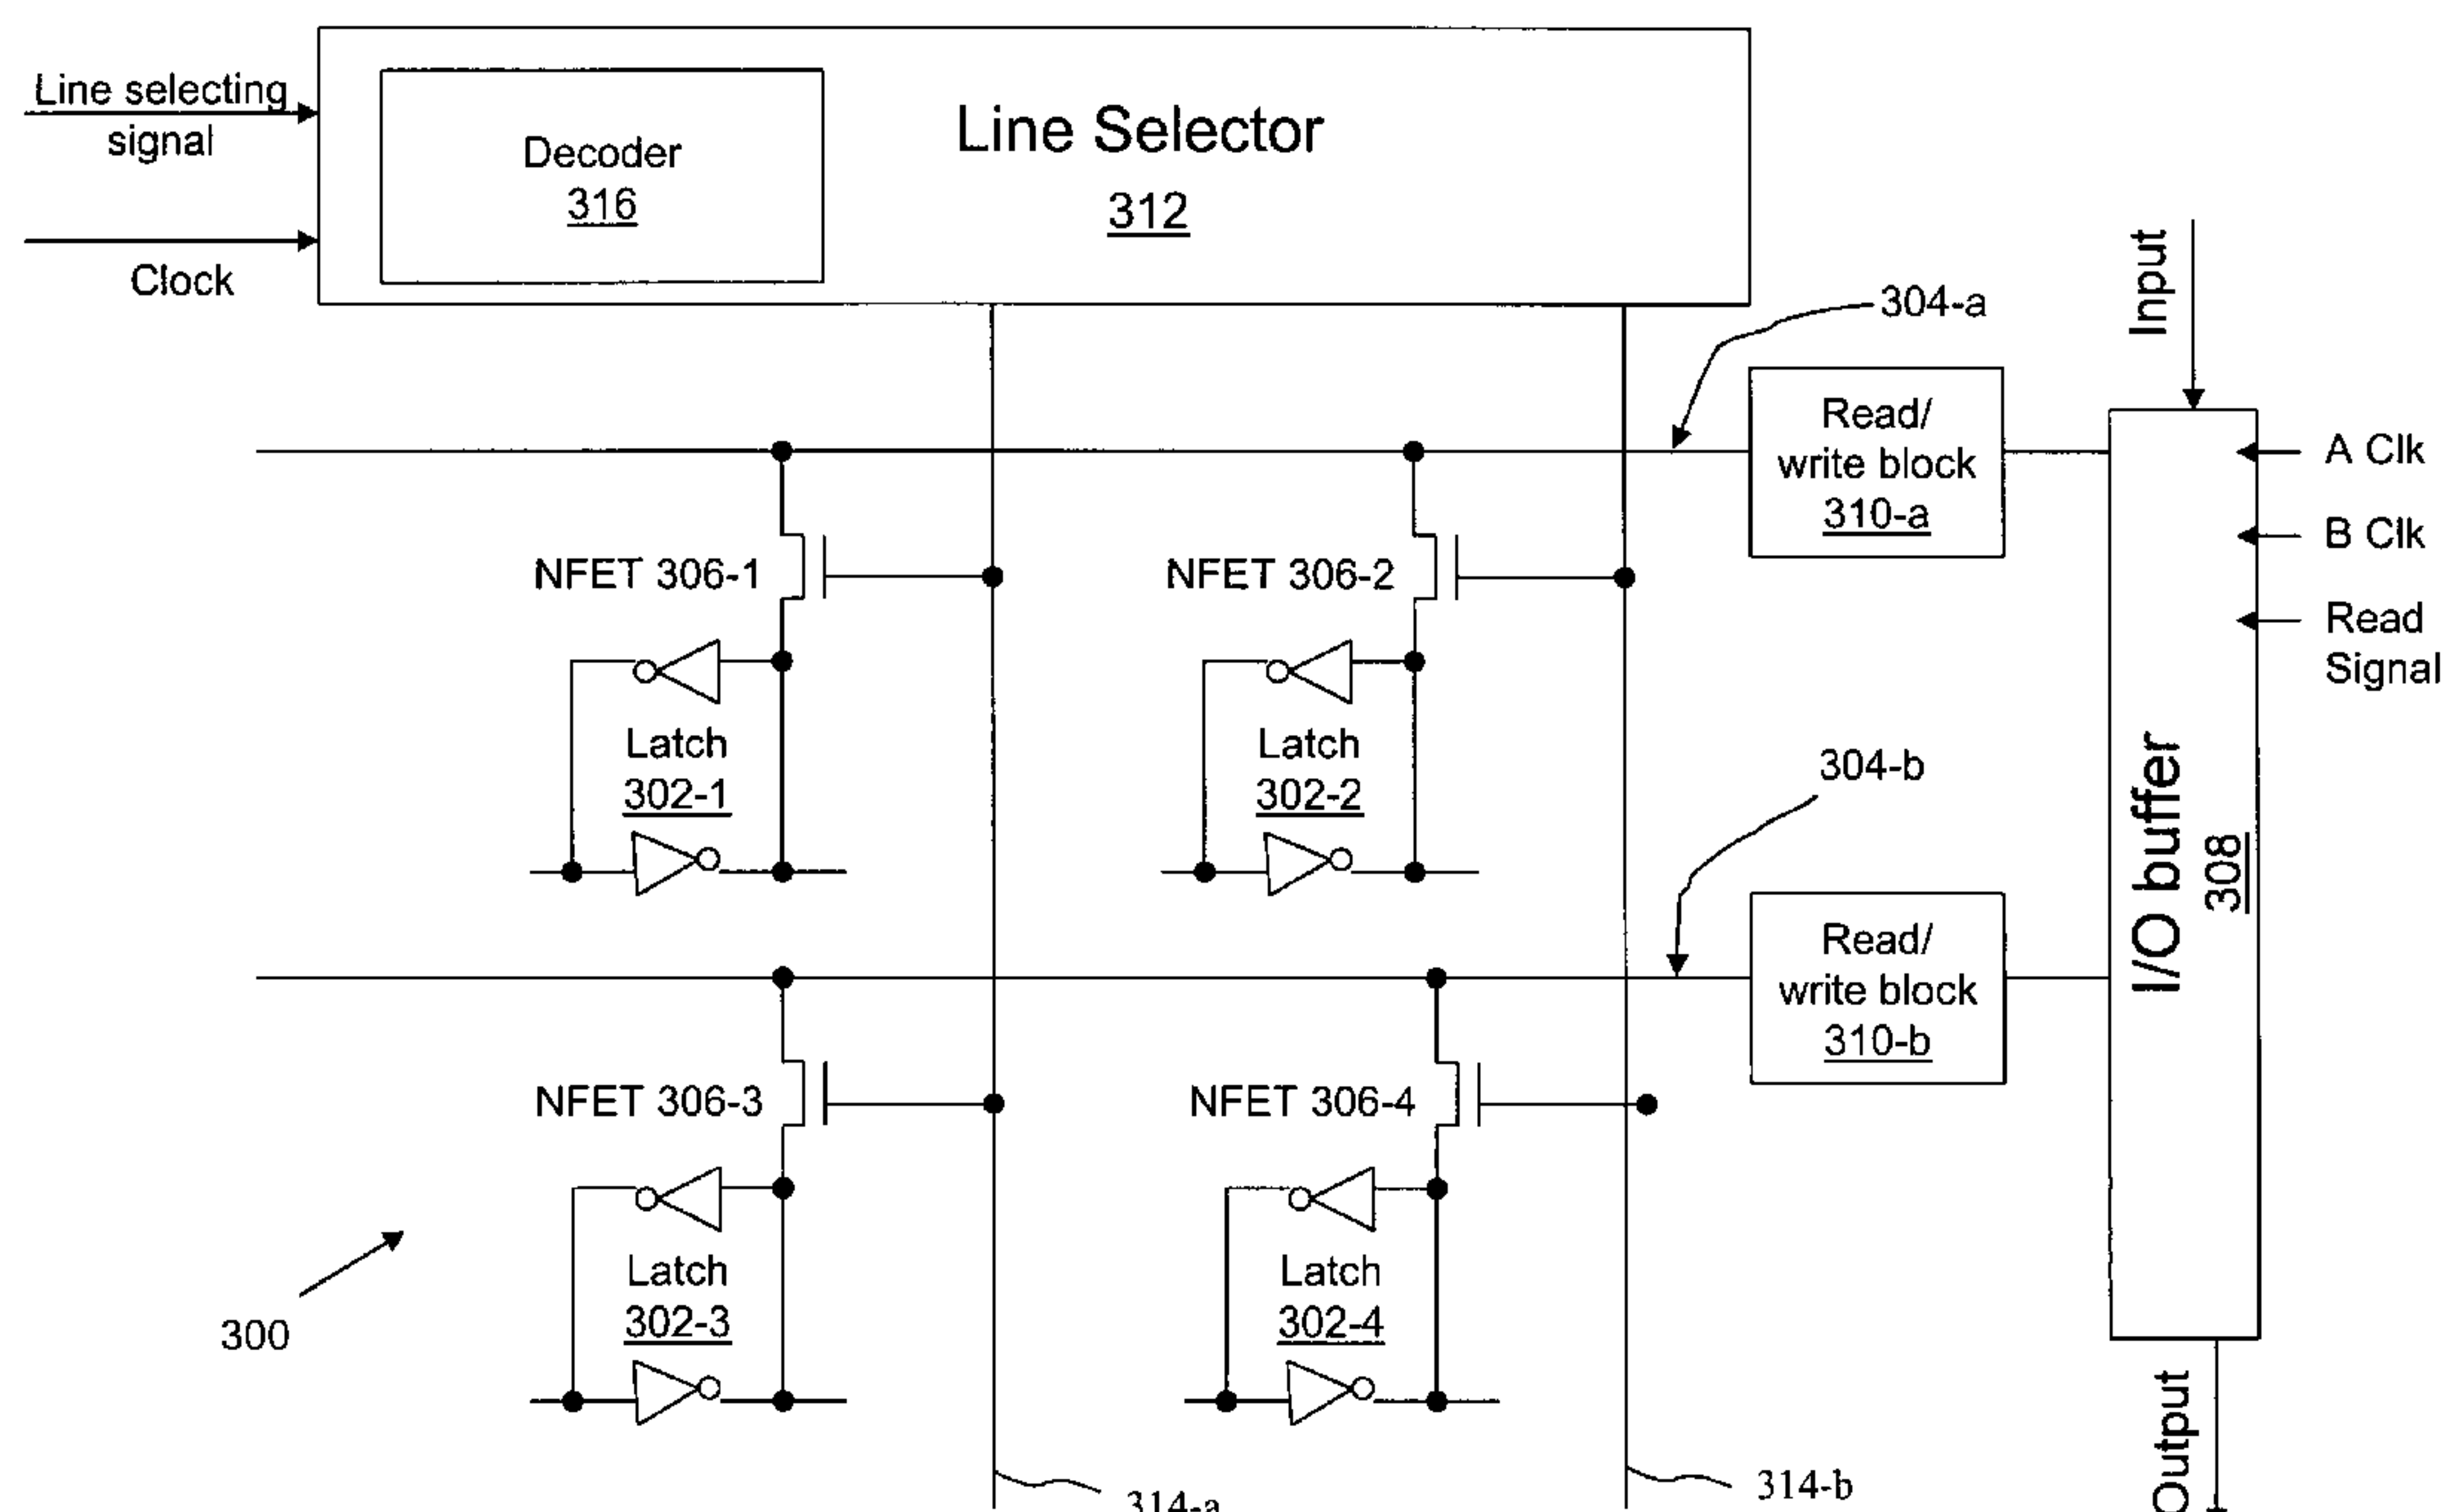 Line selecting
signal
Clock
Decoder
316
Line Selector
312
304-a
Input
Read/
write block
310-a
A Clk
B Clk
Read
Signal
NFET 306-1
NFET 306-2
Latch
302-1
Latch
302-2
304-b
I/O buffer
308
Read/
write block
310-b
NFET 306-3
NFET 306-4
Latch
302-3
Latch
302-4
300
Output
314-a
314-b